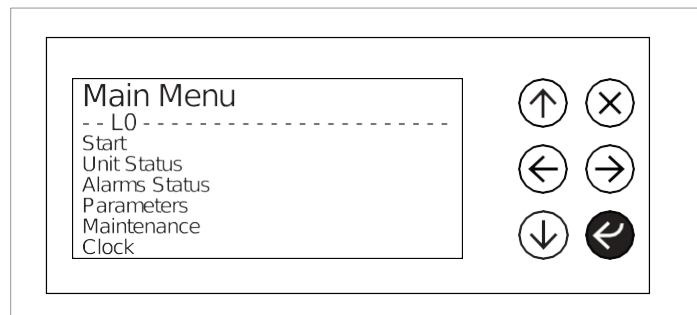 Main Menu
- - L0 - - - - - - - - - - - - - - - - - - - - - -
Start
Unit Status
Alarms Status
Parameters
Maintenance
Clock